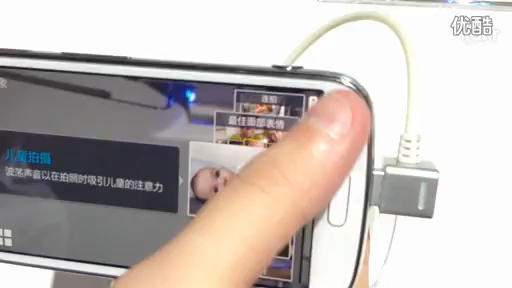 优酷
连拍
最佳面部表情
儿童拍摄
波荡声音以在拍照时吸引儿童的注意力